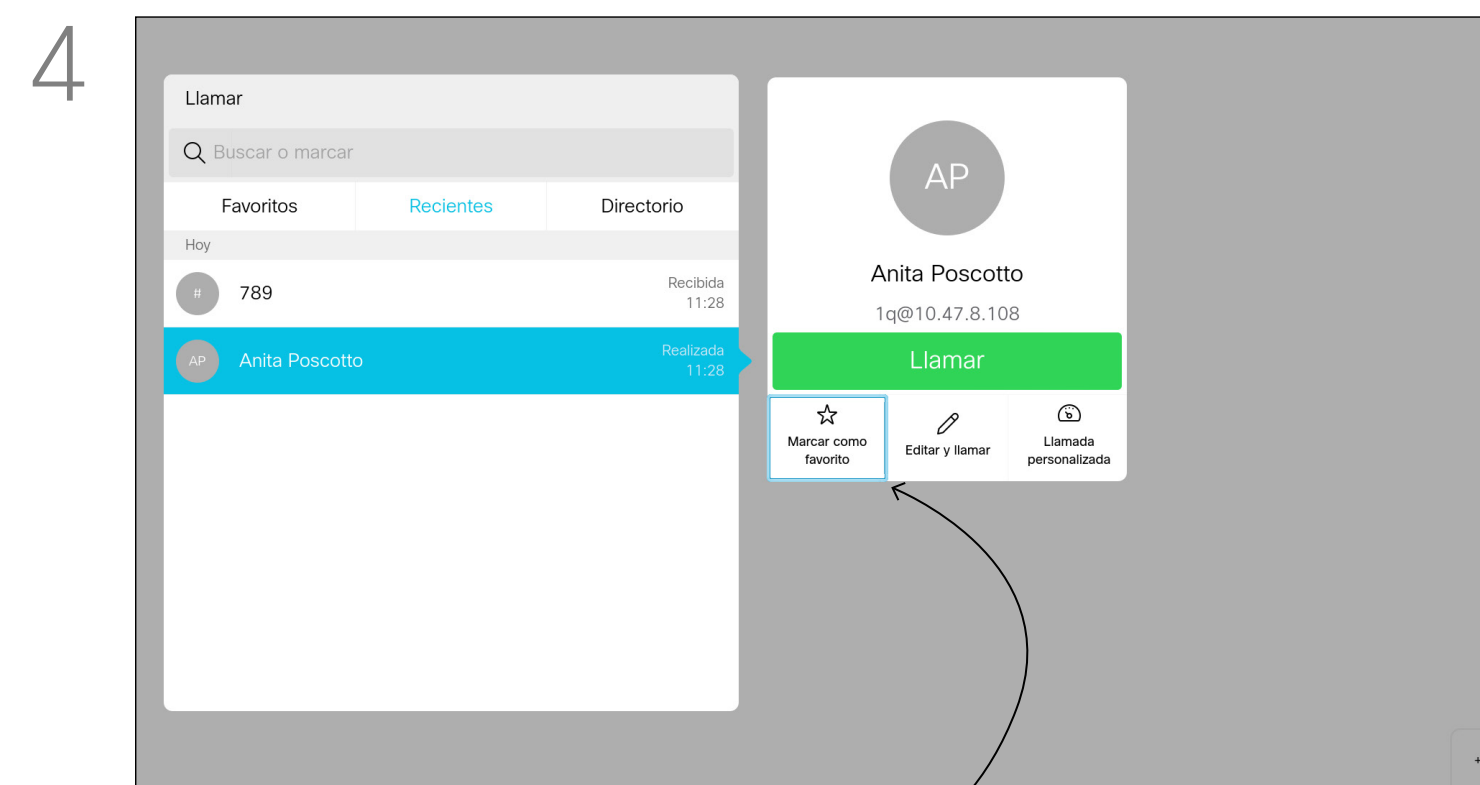 4
Llamar
Buscar o marcar
Favoritos Recientes Directorio
Hoy
# 789 Recibida
11:28
AP Anita Poscotto Realizada
11:28
AP
Anita Poscotto
1q@10.47.8.108
Llamar
Marcar como
favorito
Editar y llamar
Llamada
personalizada
+